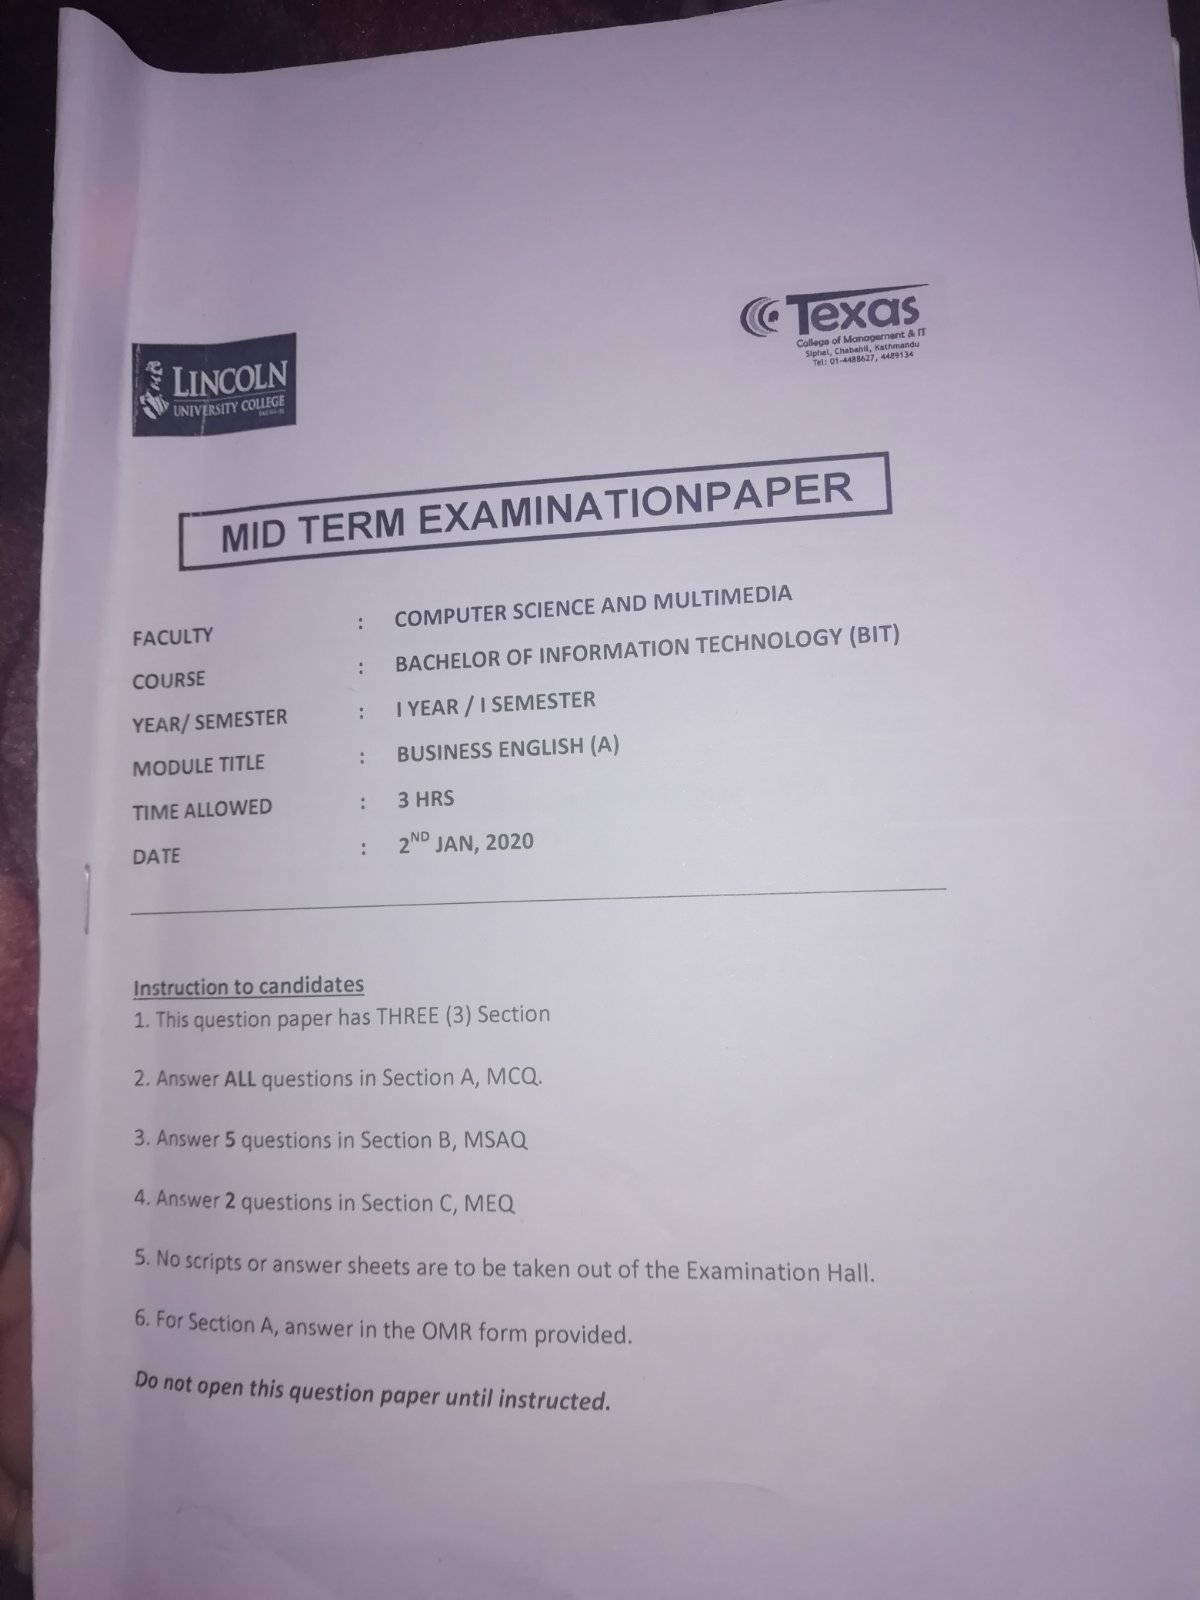 Texas
College of Management & IT
Siphal, Chabahil, Kathmandu
Tel: 01-4488627, 4489134
LINCOLN
UNIVERSITY COLLEGE
MID TERM EXAMINATIONPAPER
FACULTY : COMPUTER SCIENCE AND MULTIMEDIA
COURSE : BACHELOR OF INFORMATION TECHNOLOGY (BIT)
YEAR/ SEMESTER : I YEAR / I SEMESTER
MODULE TITLE : BUSINESS ENGLISH (A)
TIME ALLOWED : 3 HRS
DATE : 2ND JAN, 2020
Instruction to candidates
1. This question paper has THREE (3) Section
2. Answer ALL questions in Section A, MCQ.
3. Answer 5 questions in Section B, MSAQ
4. Answer 2 questions in Section C, MEQ
5. No scripts or answer sheets are to be taken out of the Examination Hall.
6. For Section A, answer in the OMR form provided.
Do not open this question paper until instructed.